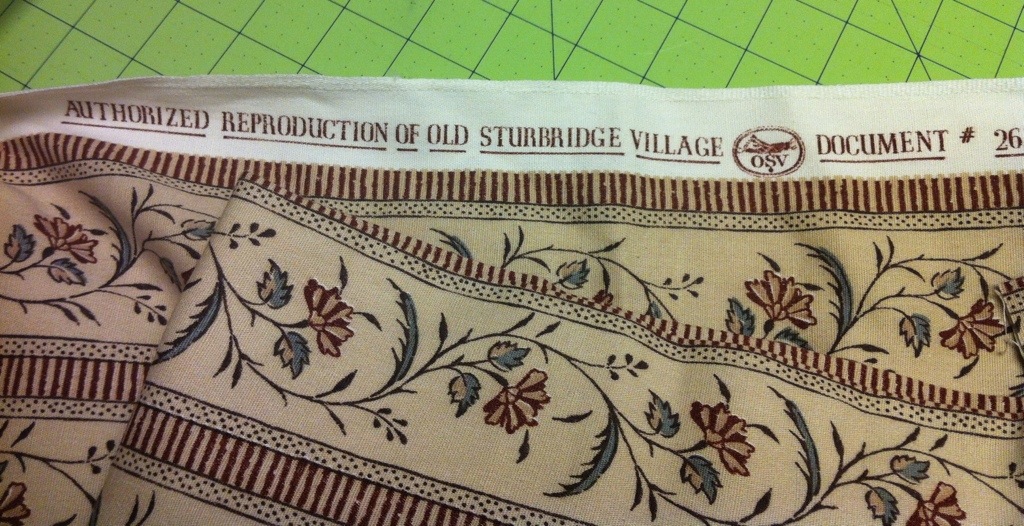 AUTHORIZED REPRODUCTION OF OLD STURBRIDGE VILLAGE OSV DOCUMENT # 26